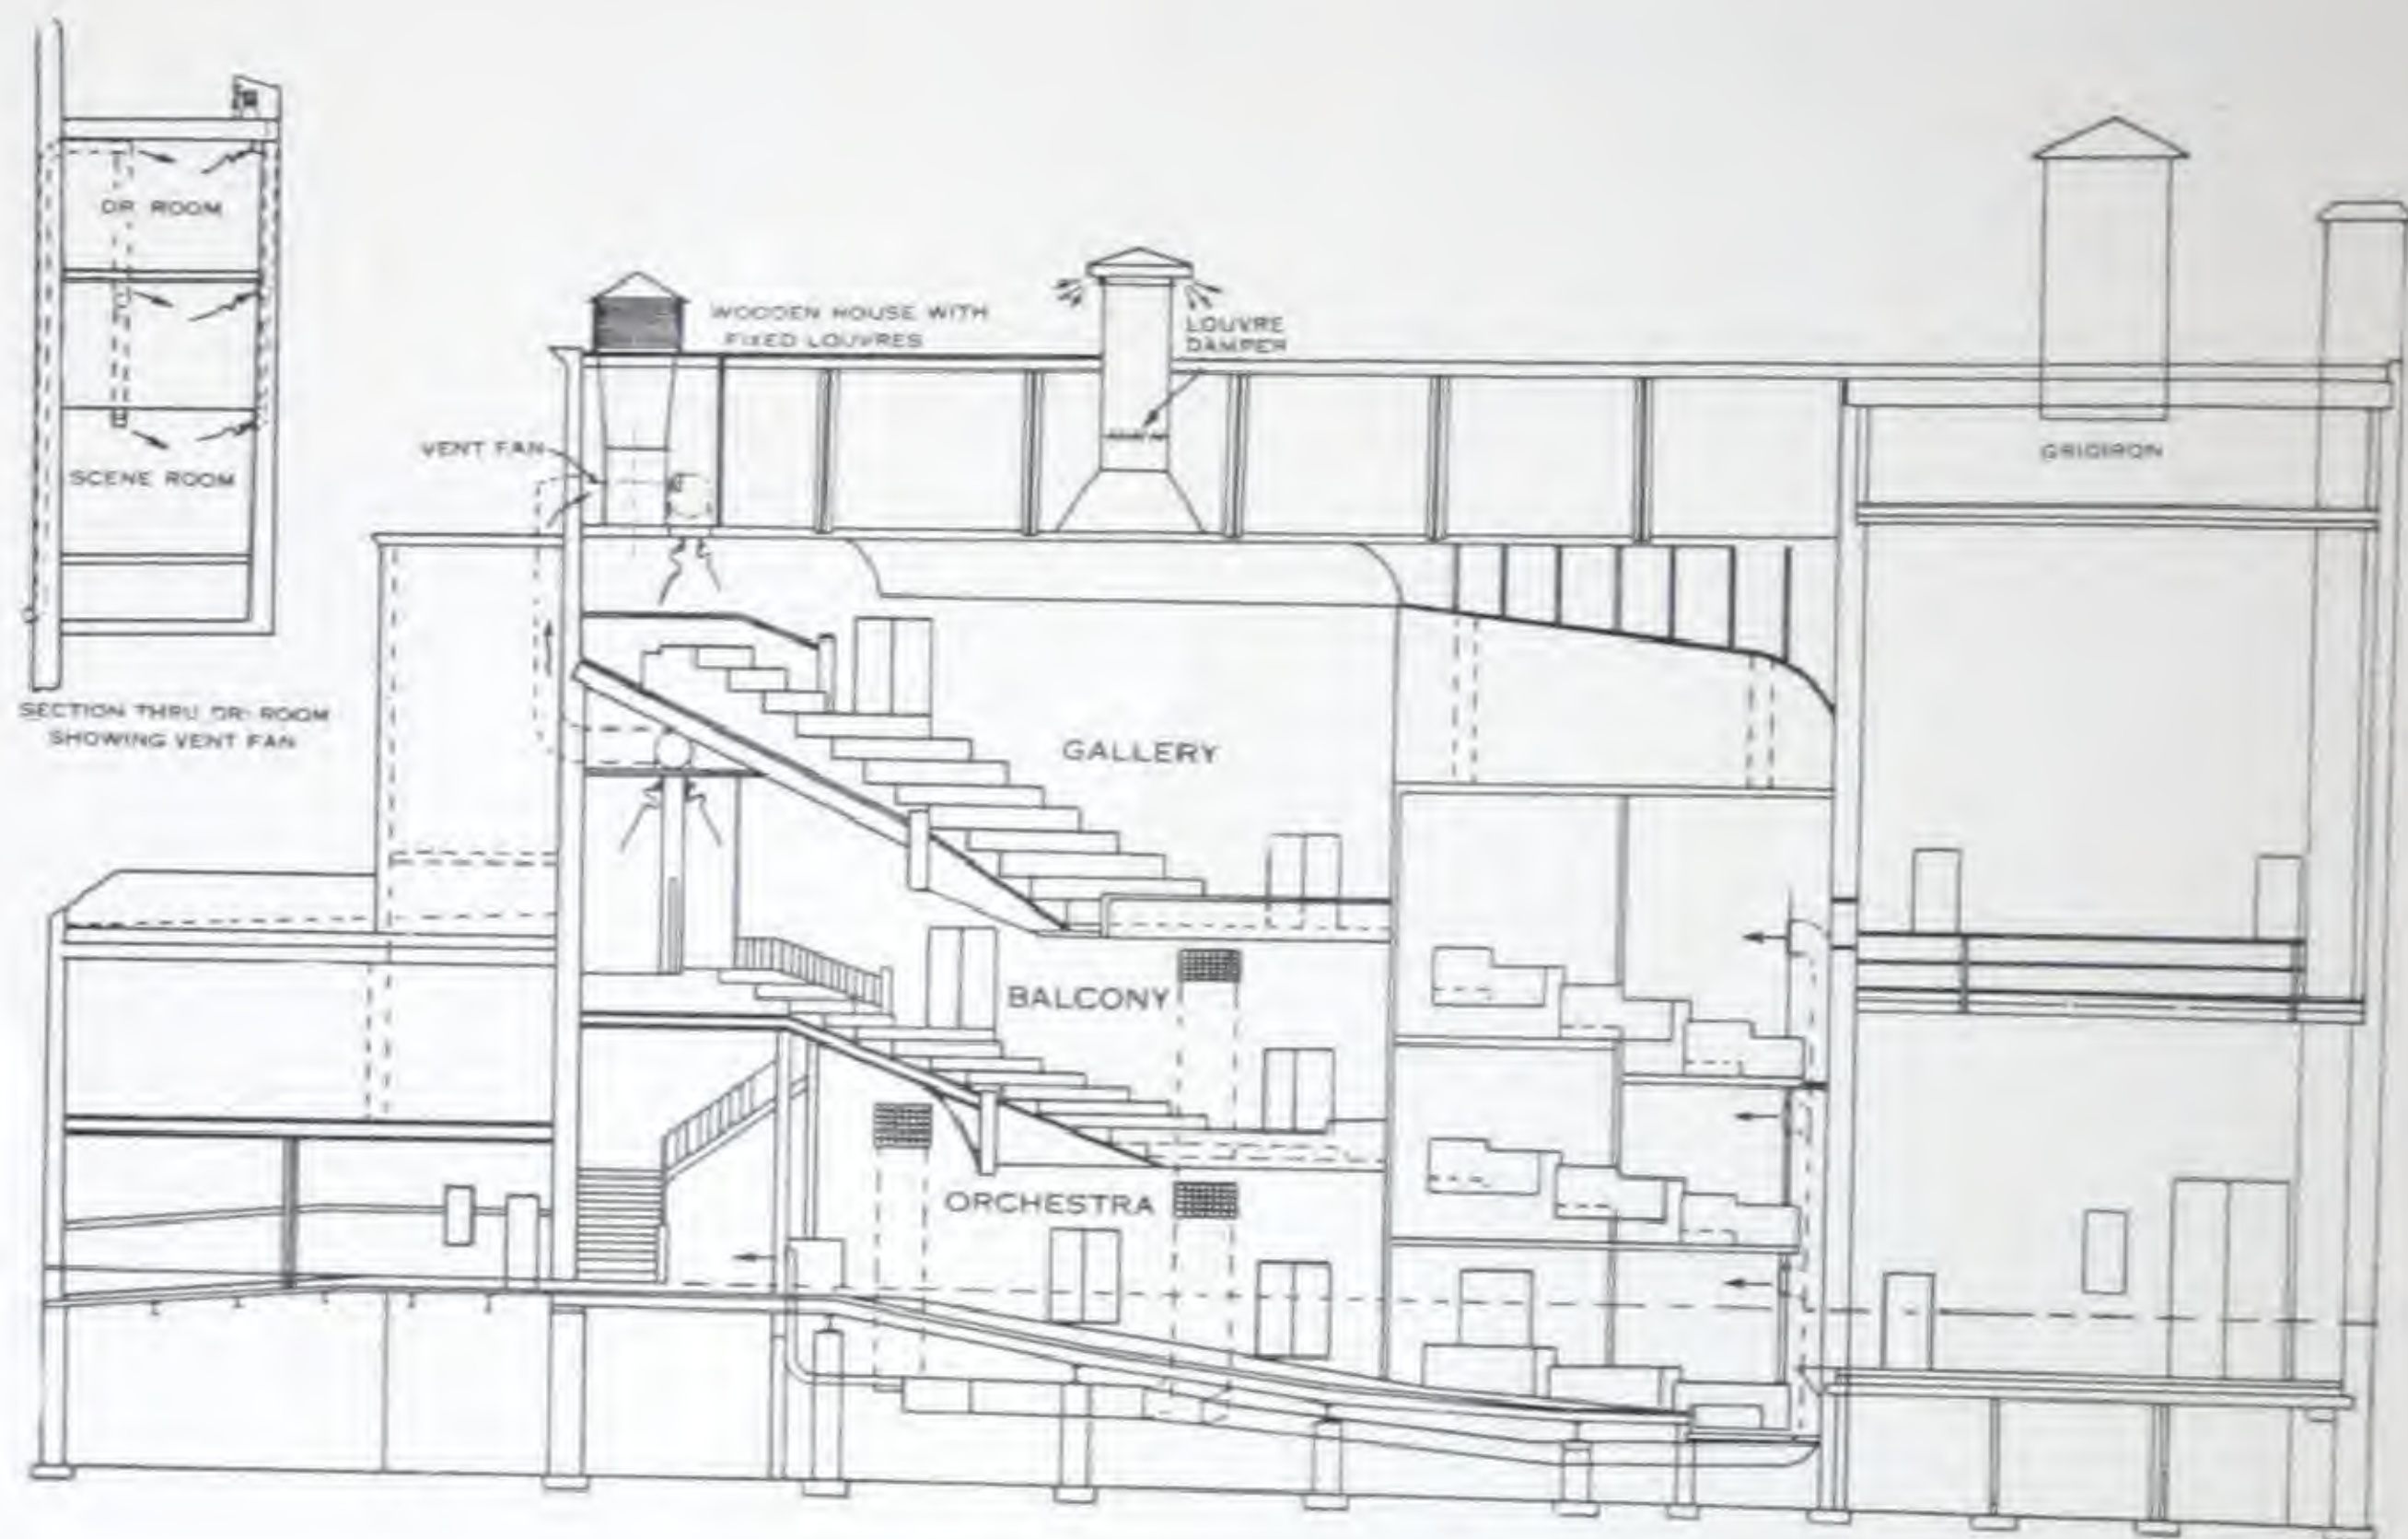 DR ROOM
SCENE ROOM
SECTION THRU DR: ROOM
SHOWING VENT FAN
WOODEN HOUSE WITH
FIXED LOUVRES
LOUVRE
DAMPER
VENT FAN
GRIDIRON
GALLERY
BALCONY
ORCHESTRA